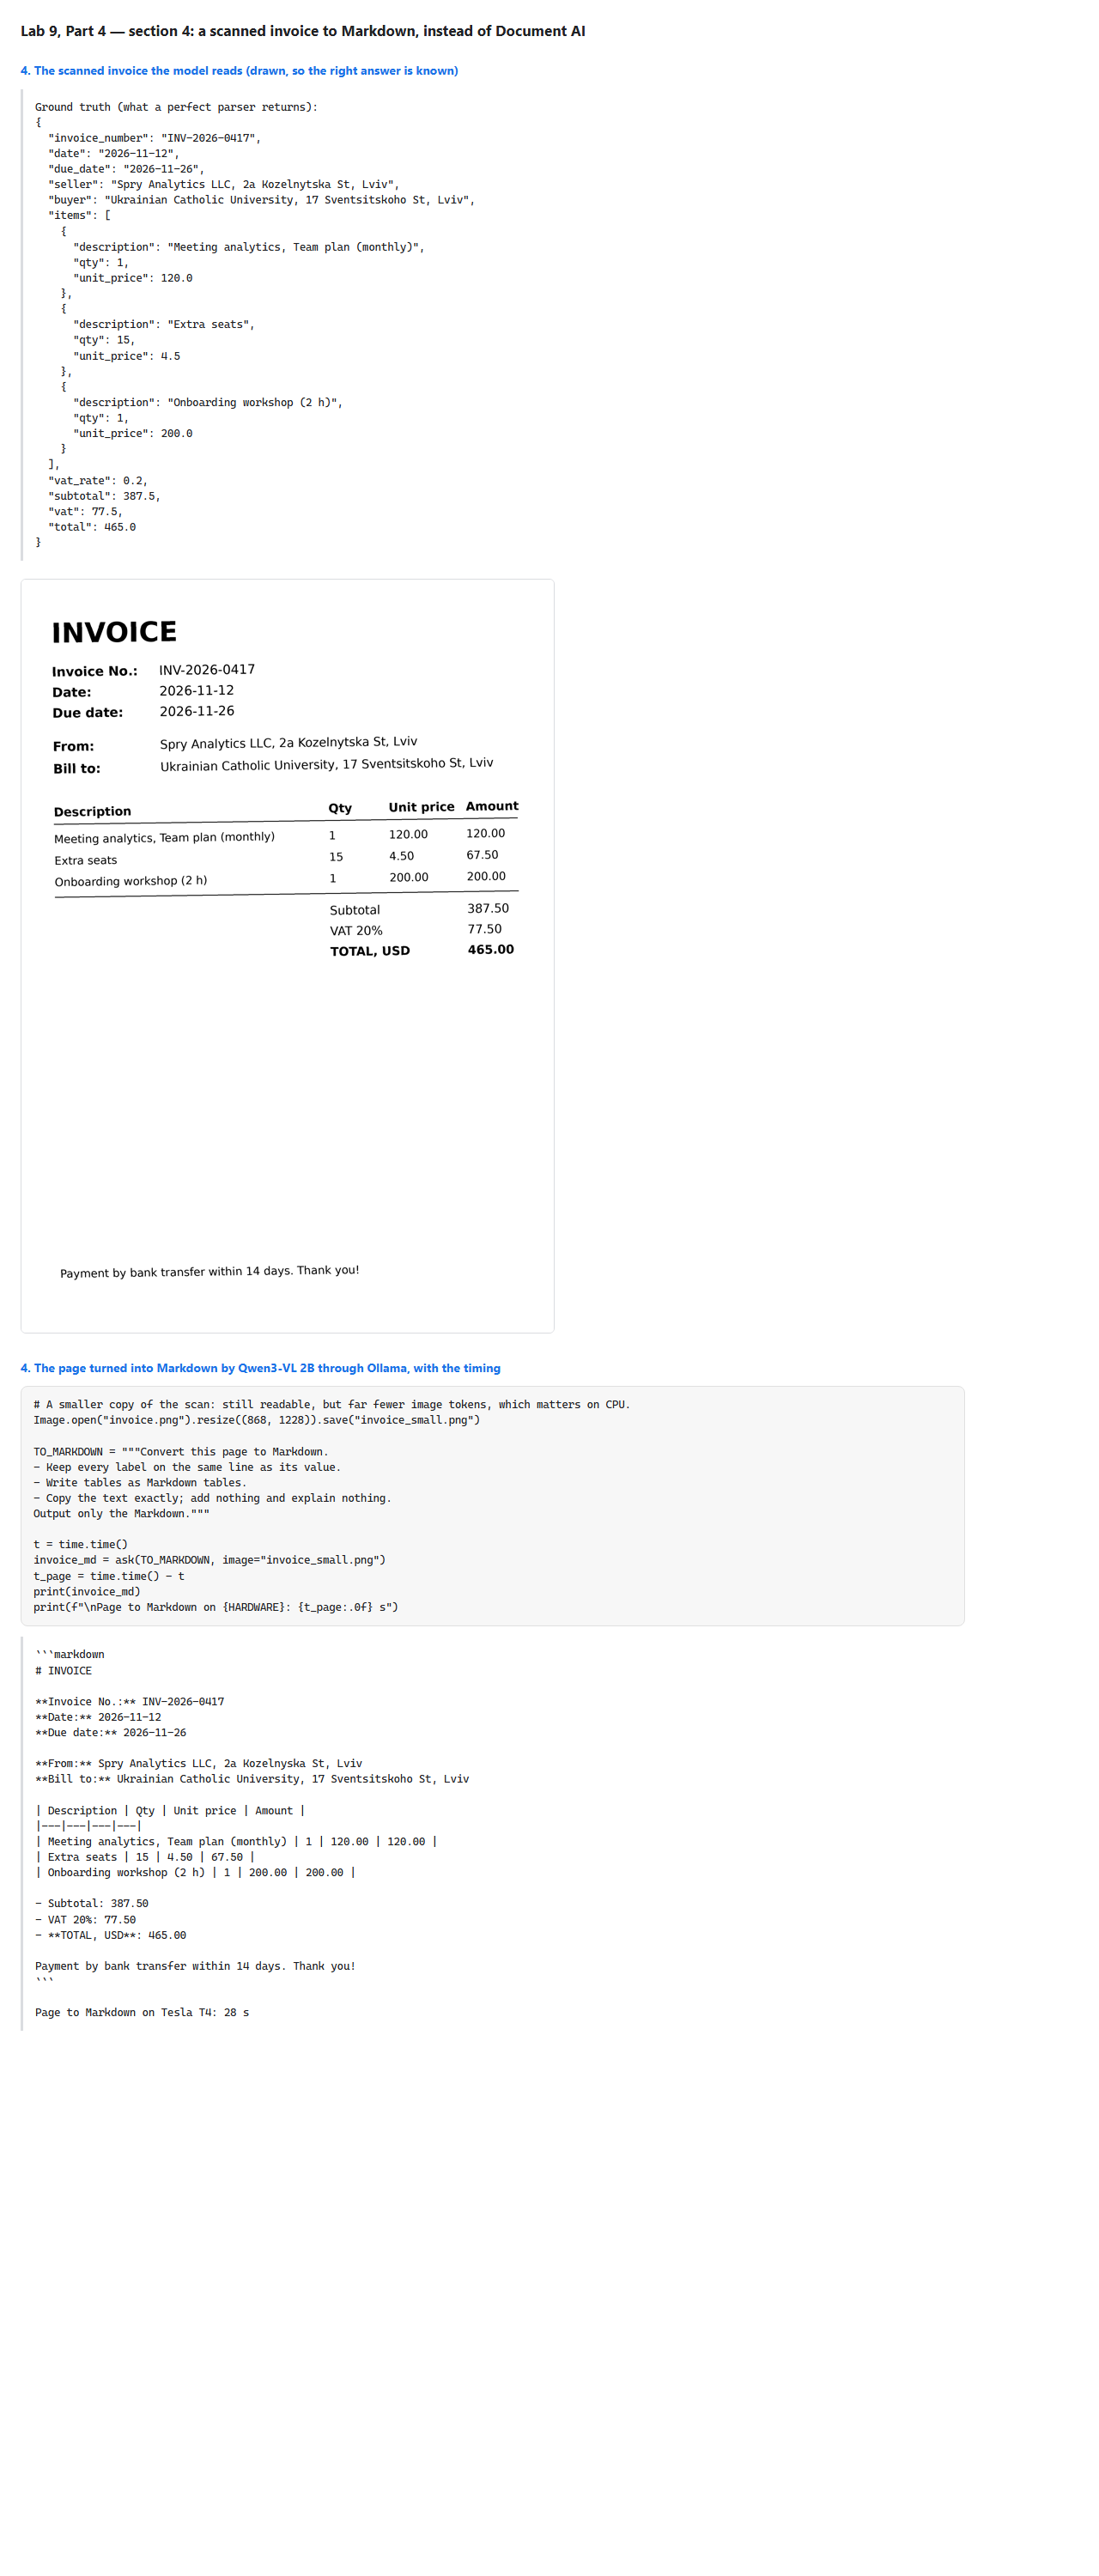 Lab 9, Part 4 — section 4: a scanned invoice to Markdown, instead of Document AI
4. The scanned invoice the model reads (drawn, so the right answer is known)
Ground truth (what a perfect parser returns):
{
  "invoice_number": "INV-2026-0417",
  "date": "2026-11-12",
  "due_date": "2026-11-26",
  "seller": "Spry Analytics LLC, 2a Kozelnytska St, Lviv",
  "buyer": "Ukrainian Catholic University, 17 Sventsitskoho St, Lviv",
  "items": [
    {
      "description": "Meeting analytics, Team plan (monthly)",
      "qty": 1,
      "unit_price": 120.0
    },
    {
      "description": "Extra seats",
      "qty": 15,
      "unit_price": 4.5
    },
    {
      "description": "Onboarding workshop (2 h)",
      "qty": 1,
      "unit_price": 200.0
    }
  ],
  "vat_rate": 0.2,
  "subtotal": 387.5,
  "vat": 77.5,
  "total": 465.0
}
INVOICE
Invoice No.: INV-2026-0417
Date: 2026-11-12
Due date: 2026-11-26
From: Spry Analytics LLC, 2a Kozelnytska St, Lviv
Bill to: Ukrainian Catholic University, 17 Sventsitskoho St, Lviv
Description Qty Unit price Amount
Meeting analytics, Team plan (monthly) 1 120.00 120.00
Extra seats 15 4.50 67.50
Onboarding workshop (2 h) 1 200.00 200.00
Subtotal 387.50
VAT 20% 77.50
TOTAL, USD 465.00
Payment by bank transfer within 14 days. Thank you!
4. The page turned into Markdown by Qwen3-VL 2B through Ollama, with the timing
# A smaller copy of the scan: still readable, but far fewer image tokens, which matters on CPU.
Image.open("invoice.png").resize((868, 1228)).save("invoice_small.png")
TO_MARKDOWN = """Convert this page to Markdown.
- Keep every label on the same line as its value.
- Write tables as Markdown tables.
- Copy the text exactly; add nothing and explain nothing.
Output only the Markdown."""
t = time.time()
invoice_md = ask(TO_MARKDOWN, image="invoice_small.png")
t_page = time.time() - t
print(invoice_md)
print(f"\nPage to Markdown on {HARDWARE}: {t_page:.0f} s")
```markdown
# INVOICE
**Invoice No.:** INV-2026-0417
**Date:** 2026-11-12
**Due date:** 2026-11-26
**From:** Spry Analytics LLC, 2a Kozelnyska St, Lviv
**Bill to:** Ukrainian Catholic University, 17 Sventsitskoho St, Lviv
| Description | Qty | Unit price | Amount |
|---|---|---|---|
| Meeting analytics, Team plan (monthly) | 1 | 120.00 | 120.00 |
| Extra seats | 15 | 4.50 | 67.50 |
| Onboarding workshop (2 h) | 1 | 200.00 | 200.00 |
- Subtotal: 387.50
- VAT 20%: 77.50
- **TOTAL, USD**: 465.00
Payment by bank transfer within 14 days. Thank you!
```
Page to Markdown on Tesla T4: 28 s